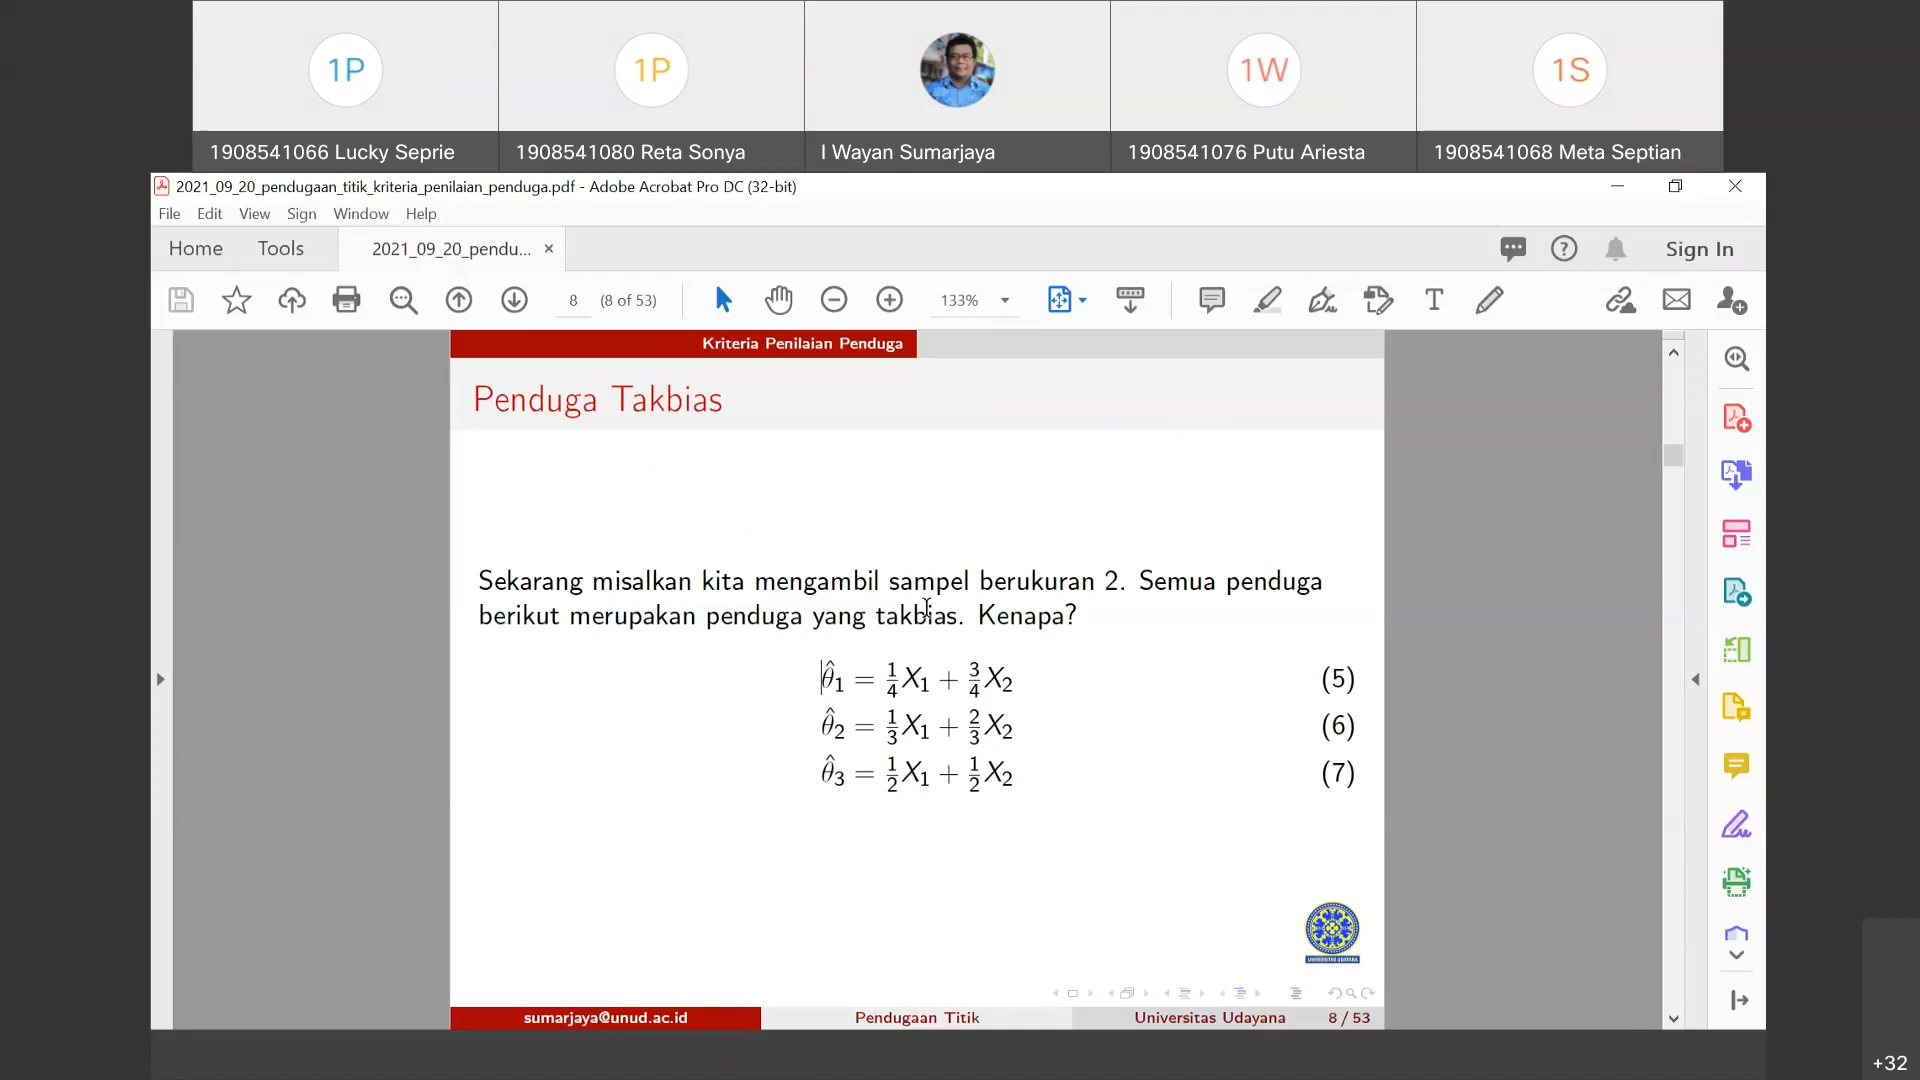 1P
1P
1W
1S
1908541066 Lucky Seprie
1908541080 Reta Sonya
I Wayan Sumarjaya
1908541076 Putu Ariesta
1908541068 Meta Septian
2021_09_20_pendugaan_titik_kriteria_penilaian_penduga.pdf - Adobe Acrobat Pro DC (32-bit)
File Edit View Sign Window Help
Home Tools 2021_09_20_pendu... × Sign In
8 (8 of 53) 133%
Kriteria Penilaian Penduga
Penduga Takbias
Sekarang misalkan kita mengambil sampel berukuran 2. Semua penduga
berikut merupakan penduga yang takbias. Kenapa?
θ̂₁ = 1/4 X₁ + 3/4 X₂ (5)
θ̂₂ = 1/3 X₁ + 2/3 X₂ (6)
θ̂₃ = 1/2 X₁ + 1/2 X₂ (7)
UNIVERSITAS UDAYANA
sumarjaya@unud.ac.id Pendugaan Titik Universitas Udayana 8 / 53
+32